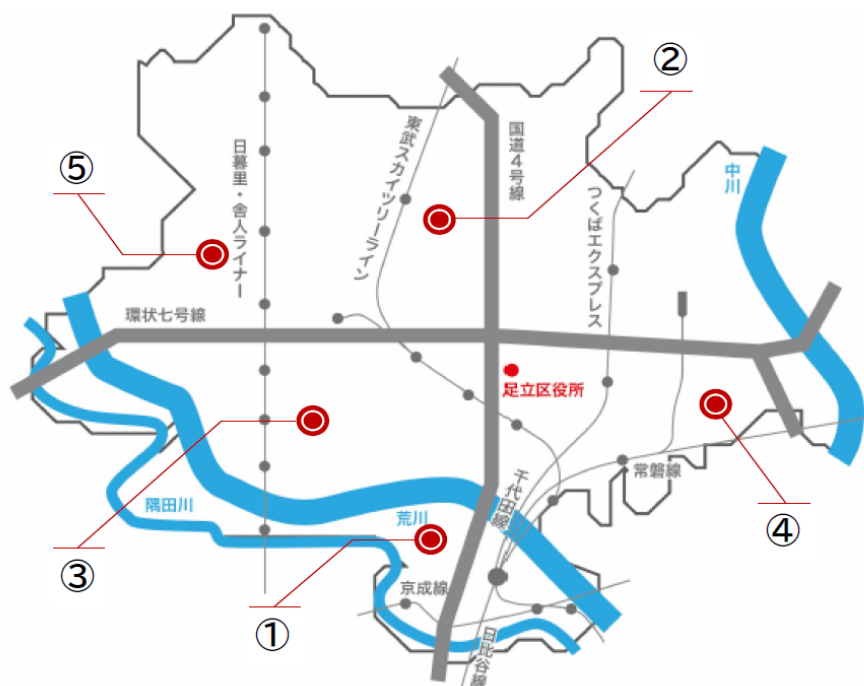 ②
⑤
東武スカイツリーライン
国道4号線
日暮里・舎人ライナー
つくばエクスプレス
中川
環状七号線
足立区役所
常磐線
千代田線
隅田川
荒川
④
③
京成線
①
日比谷線